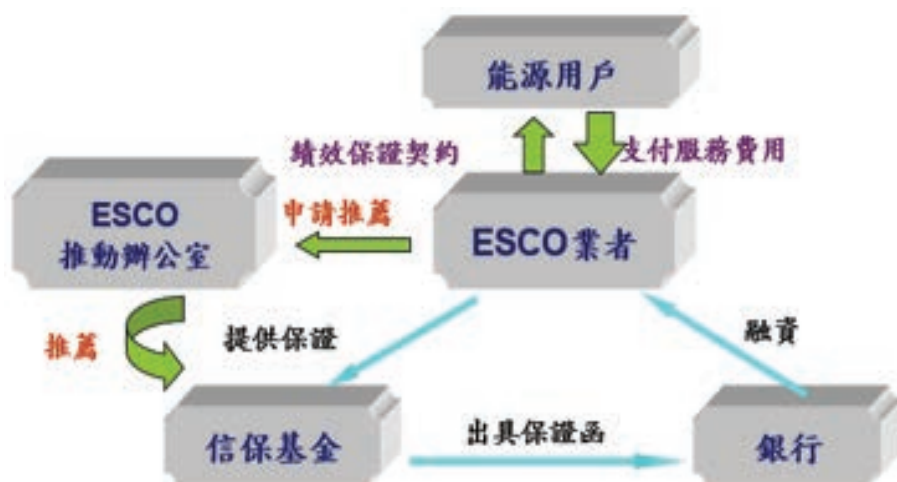 能源用戶
績效保證契約
支付服務費用
ESCO
推動辦公室
申請推薦
ESCO業者
推薦
提供保證
融資
信保基金
出具保證函
銀行